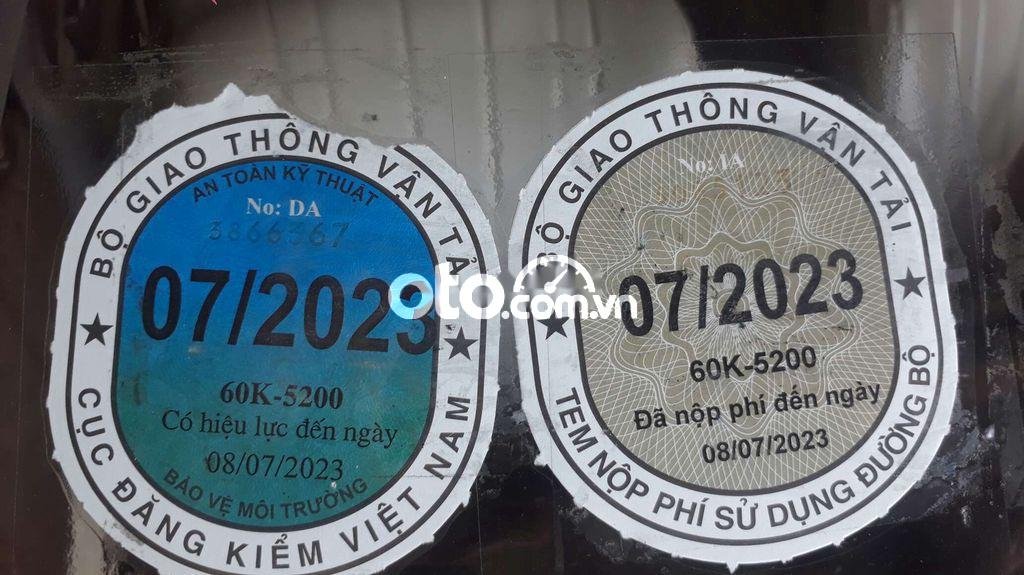 BỘ GIAO THÔNG VẬN TẢI
AN TOÀN KỸ THUẬT
No: DA
3866367
07/2023
60K-5200
Có hiệu lực đến ngày
08/07/2023
BẢO VỆ MÔI TRƯỜNG
CỤC ĐĂNG KIỂM VIỆT NAM
oto.com.vn
BỘ GIAO THÔNG VẬN TẢI
No: IA
07/2023
60K-5200
Đã nộp phí đến ngày
08/07/2023
TEM NỘP PHÍ SỬ DỤNG ĐƯỜNG BỘ